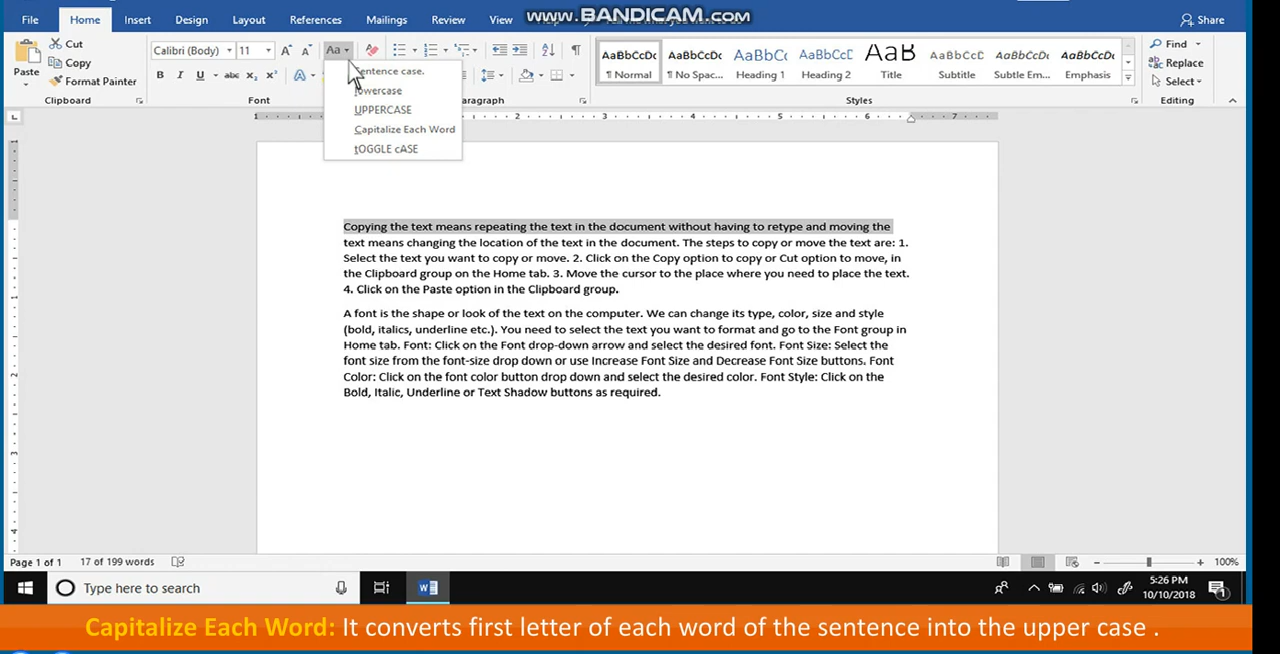 www.BANDICAM.com
File Home Insert Design Layout References Mailings Review View Share
Cut
Copy
Format Painter
Paste
Clipboard
Calibri (Body) 11 Aa
B I U abc X₂ X² A
Font
Sentence case.
lowercase
UPPERCASE
Capitalize Each Word
tOGGLE cASE
aragraph
AaBbCcDc AaBbCcDc AaBbCc AaBbCcD AaB AaBbCcD AaBbCcDc AaBbCcDc
¶ Normal ¶ No Spac... Heading 1 Heading 2 Title Subtitle Subtle Em... Emphasis
Styles
Find
Replace
Select
Editing
1 2 3 4 5 6 7
Copying the text means repeating the text in the document without having to retype and moving the
text means changing the location of the text in the document. The steps to copy or move the text are: 1.
Select the text you want to copy or move. 2. Click on the Copy option to copy or Cut option to move, in
the Clipboard group on the Home tab. 3. Move the cursor to the place where you need to place the text.
4. Click on the Paste option in the Clipboard group.
A font is the shape or look of the text on the computer. We can change its type, color, size and style
(bold, italics, underline etc.). You need to select the text you want to format and go to the Font group in
Home tab. Font: Click on the Font drop-down arrow and select the desired font. Font Size: Select the
font size from the font-size drop down or use Increase Font Size and Decrease Font Size buttons. Font
Color: Click on the font color button drop down and select the desired color. Font Style: Click on the
Bold, Italic, Underline or Text Shadow buttons as required.
Page 1 of 1 17 of 199 words 100%
Type here to search
5:26 PM
10/10/2018
Capitalize Each Word: It converts first letter of each word of the sentence into the upper case .